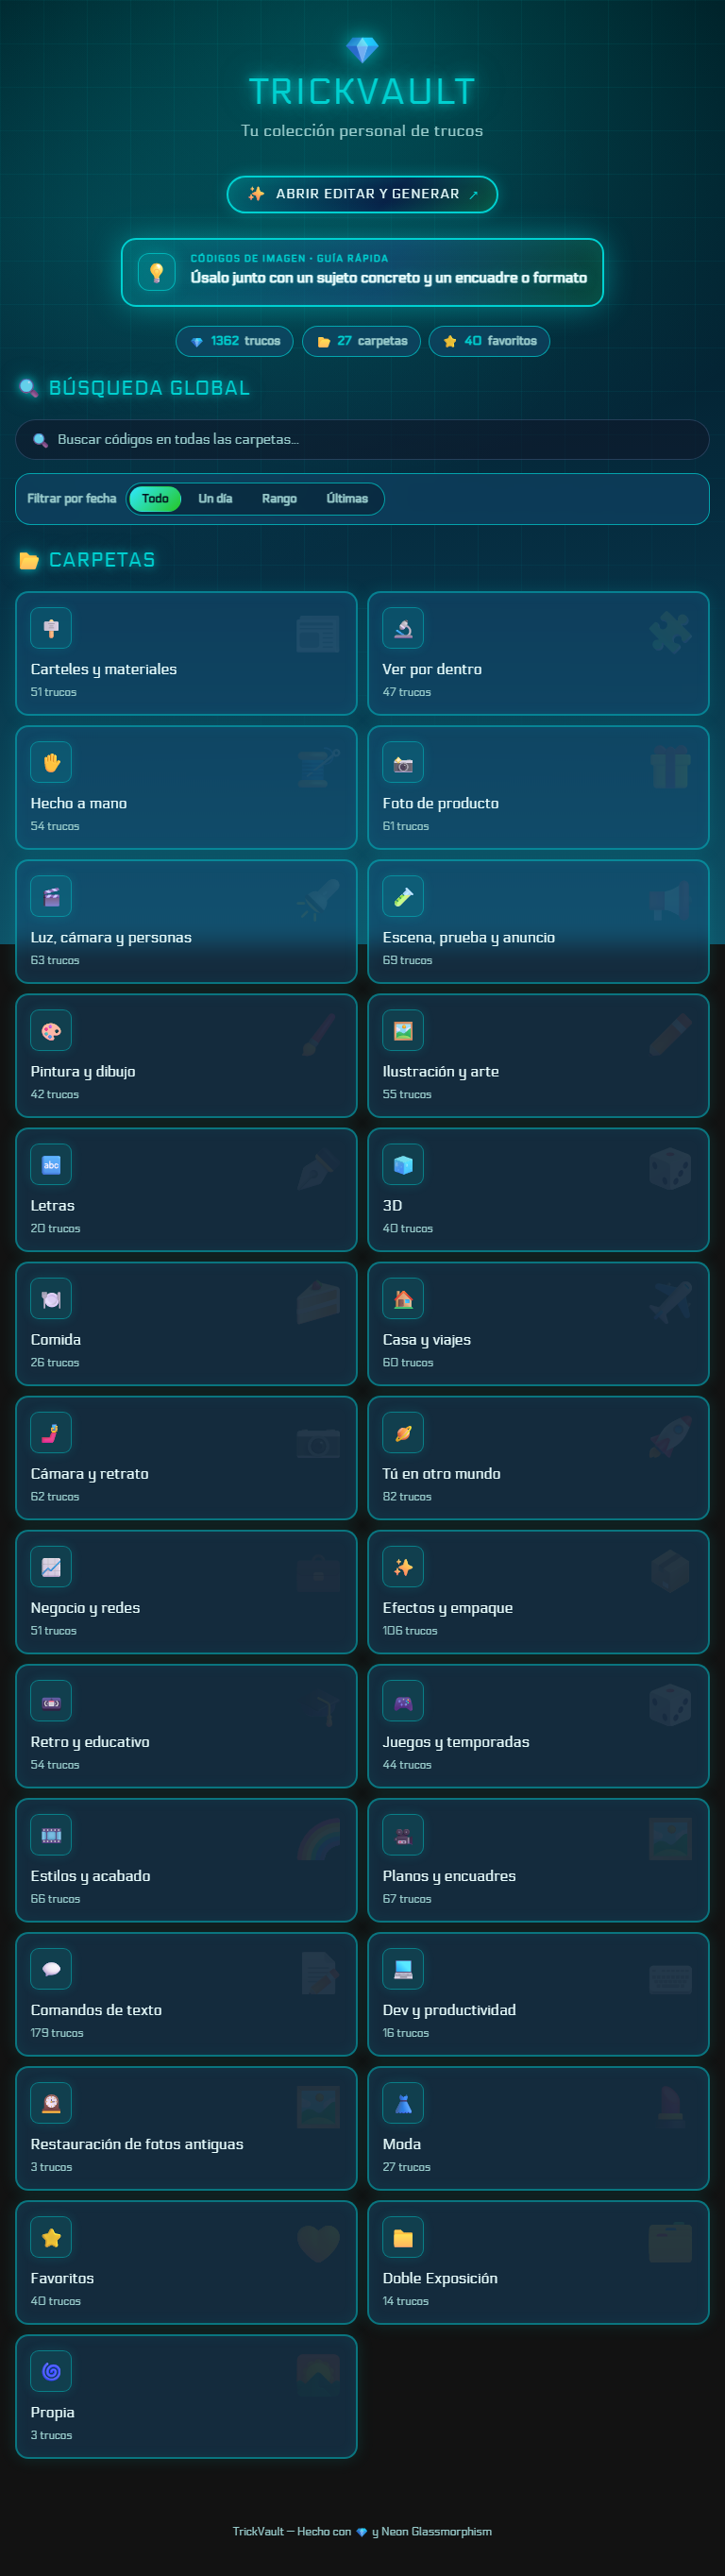 TRICKVAULT
Tu colección personal de trucos
ABRIR EDITAR Y GENERAR ↗
CÓDIGOS DE IMAGEN · GUÍA RÁPIDA
Úsalo junto con un sujeto concreto y un encuadre o formato
1362 trucos
27 carpetas
40 favoritos
BÚSQUEDA GLOBAL
Buscar códigos en todas las carpetas...
Filtrar por fecha
Todo
Un día
Rango
Últimas
CARPETAS
Carteles y materiales
51 trucos
Ver por dentro
47 trucos
Hecho a mano
54 trucos
Foto de producto
61 trucos
Luz, cámara y personas
63 trucos
Escena, prueba y anuncio
69 trucos
Pintura y dibujo
42 trucos
Ilustración y arte
55 trucos
abc
Letras
20 trucos
3D
40 trucos
Comida
26 trucos
Casa y viajes
60 trucos
Cámara y retrato
62 trucos
Tú en otro mundo
82 trucos
Negocio y redes
51 trucos
Efectos y empaque
106 trucos
Retro y educativo
54 trucos
Juegos y temporadas
44 trucos
Estilos y acabado
66 trucos
Planos y encuadres
67 trucos
Comandos de texto
179 trucos
Dev y productividad
16 trucos
Restauración de fotos antiguas
3 trucos
Moda
27 trucos
Favoritos
40 trucos
Doble Exposición
14 trucos
Propia
3 trucos
TrickVault — Hecho con 💎 y Neon Glassmorphism